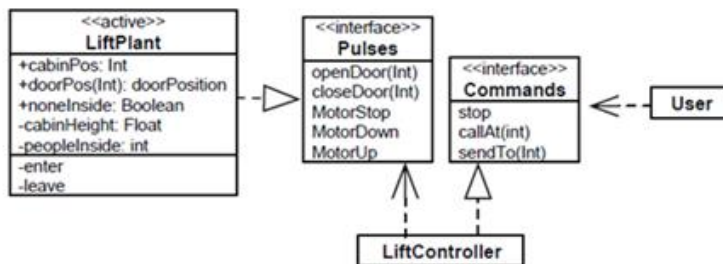 <<active>>
LiftPlant
+cabinPos: Int
+doorPos(Int): doorPosition
+noneInside: Boolean
-cabinHeight: Float
-peopleInside: int
-enter
-leave
<<interface>>
Pulses
openDoor(Int)
closeDoor(Int)
MotorStop
MotorDown
MotorUp
<<interface>>
Commands
stop
callAt(int)
sendTo(Int)
User
LiftController